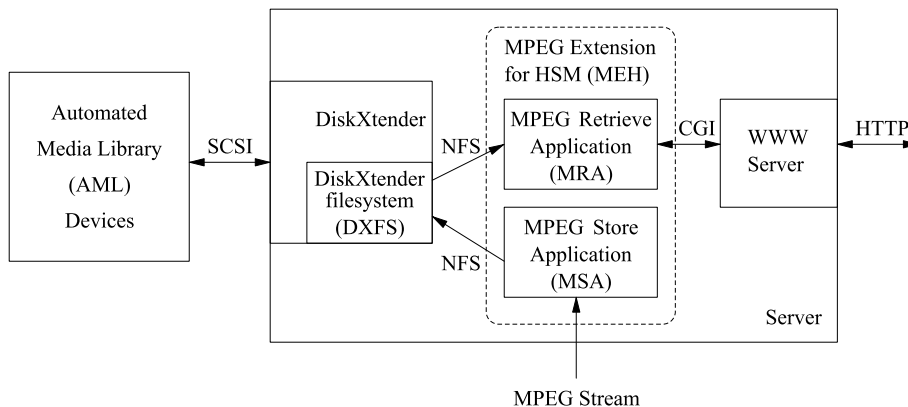 Automated
Media Library
(AML)
Devices
SCSI
DiskXtender
DiskXtender
filesystem
(DXFS)
NFS
NFS
MPEG Extension
for HSM (MEH)
MPEG Retrieve
Application
(MRA)
MPEG Store
Application
(MSA)
CGI
WWW
Server
HTTP
Server
MPEG Stream